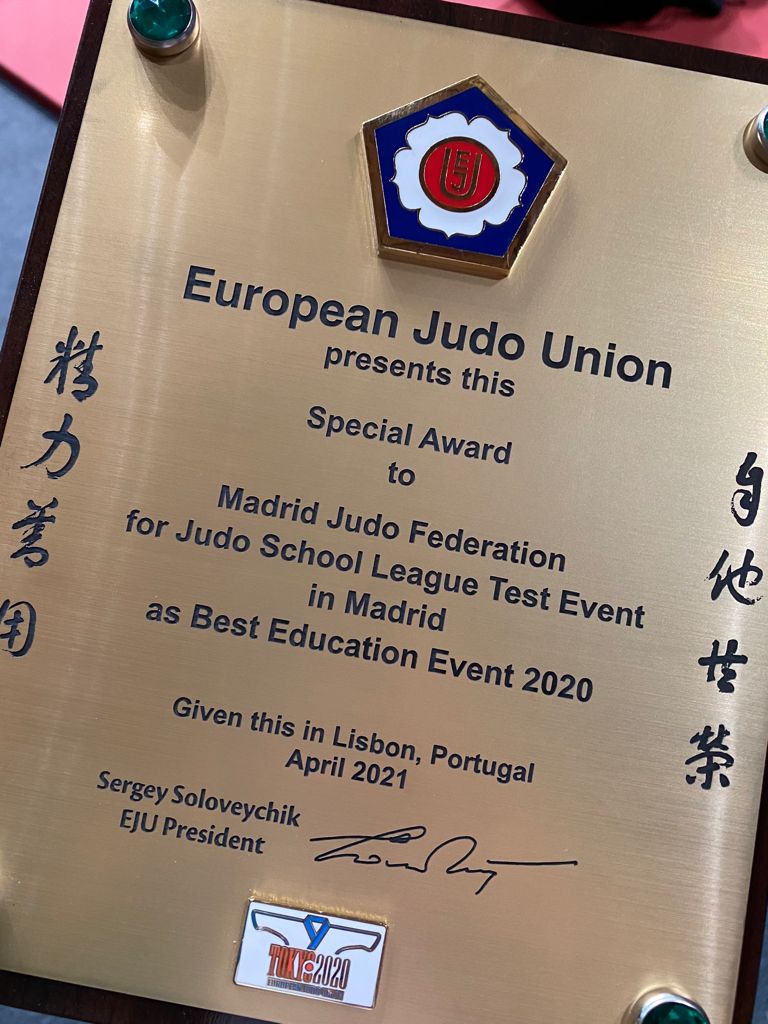 EJU
European Judo Union
presents this
Special Award
to
Madrid Judo Federation
for Judo School League Test Event
in Madrid
as Best Education Event 2020
Given this in Lisbon, Portugal
April 2021
Sergey Soloveychik
EJU President
精力善用
自他共榮
TOKYO2020